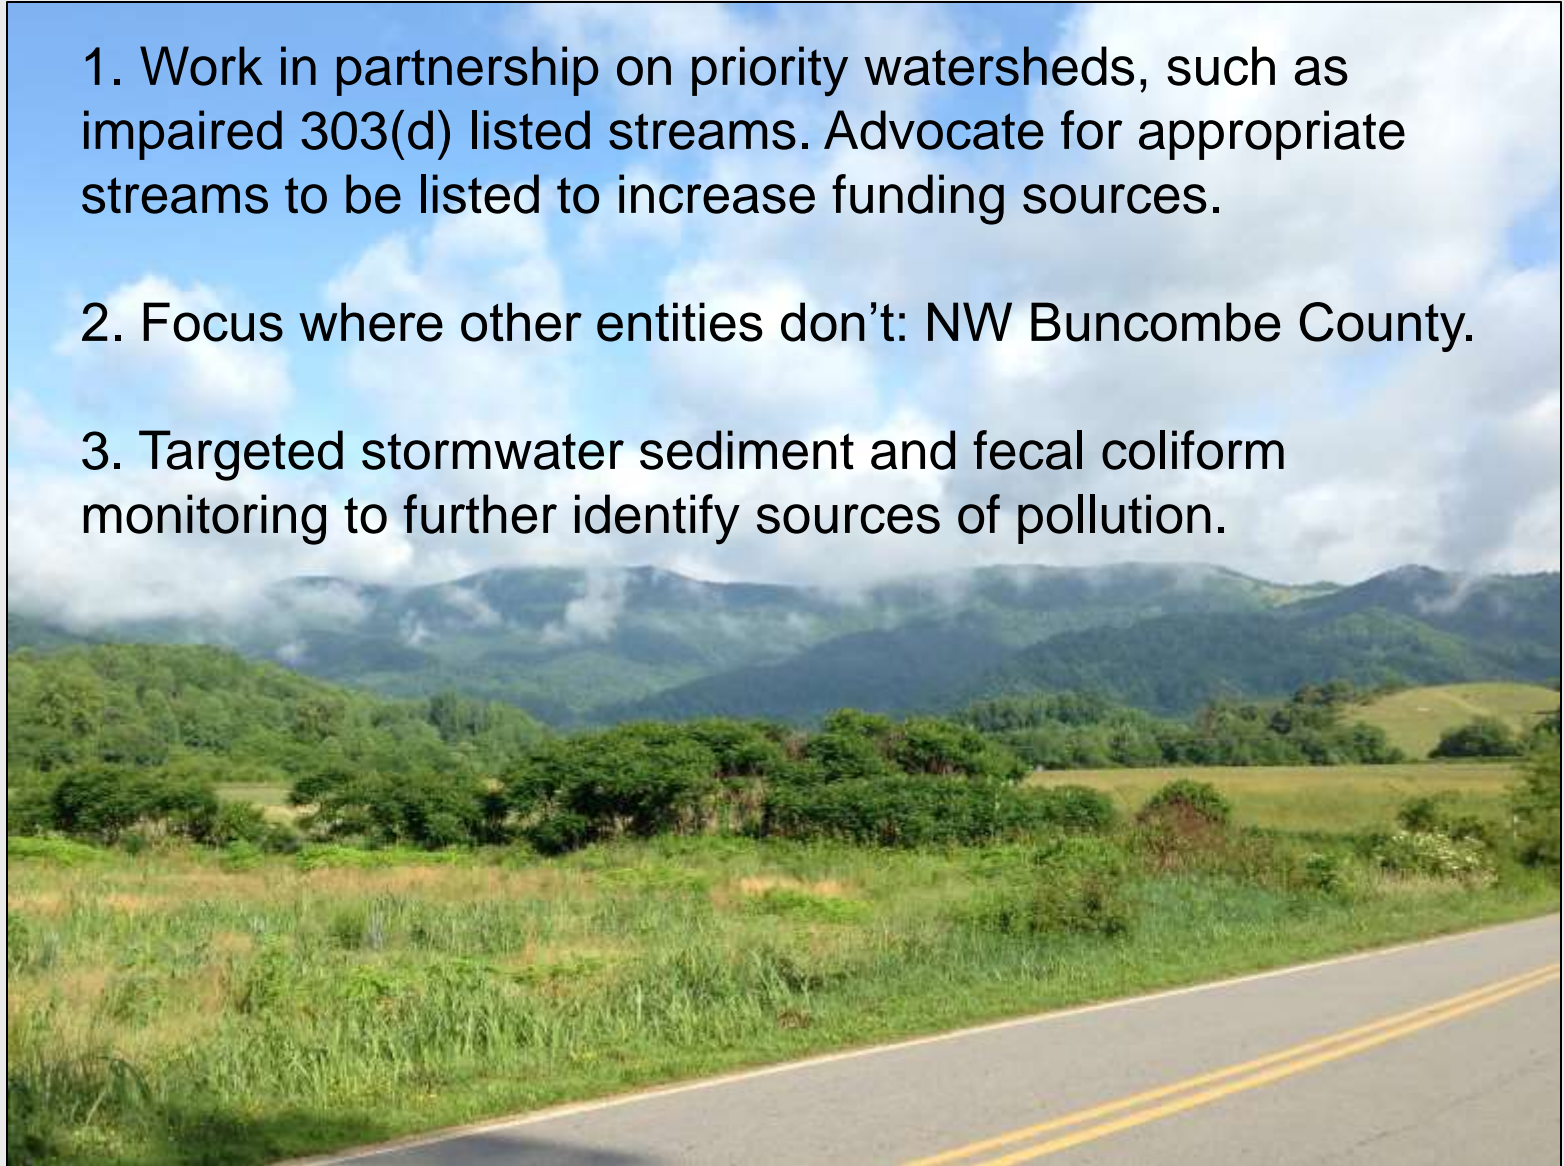 1. Work in partnership on priority watersheds, such as
impaired 303(d) listed streams. Advocate for appropriate
streams to be listed to increase funding sources.
2. Focus where other entities don’t: NW Buncombe County.
3. Targeted stormwater sediment and fecal coliform
monitoring to further identify sources of pollution.